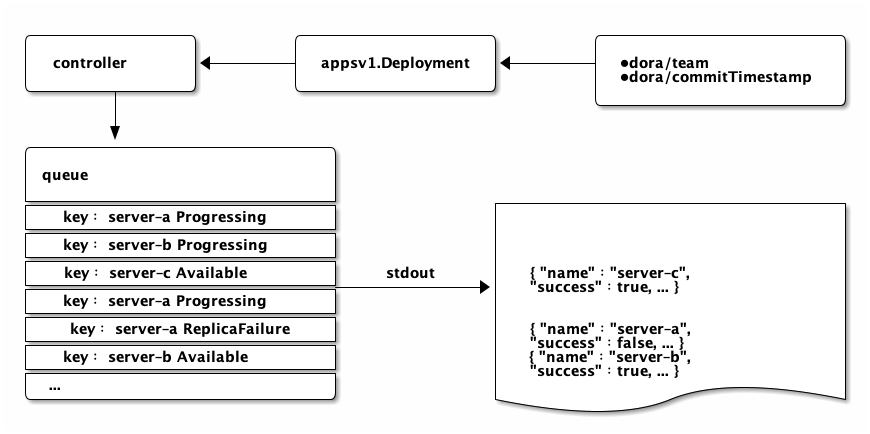 controller
appsv1.Deployment
●dora/team
●dora/commitTimestamp
queue
key : server-a Progressing
key : server-b Progressing
key : server-c Available
key : server-a Progressing
key : server-a ReplicaFailure
key : server-b Available
...
stdout
{ "name" : "server-c",
"success" : true, ... }
{ "name" : "server-a",
"success" : false, ... }
{ "name" : "server-b",
"success" : true, ... }